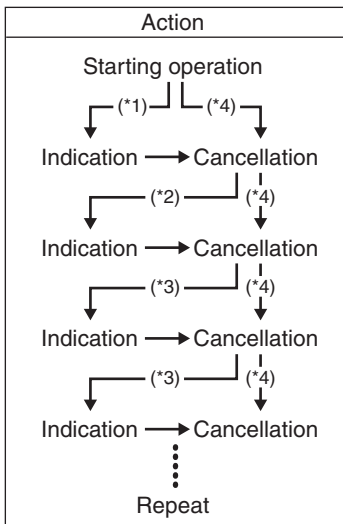 Action
Starting operation
(*1) (*4)
Indication Cancellation
(*2) (*4)
Indication Cancellation
(*3) (*4)
Indication Cancellation
(*3) (*4)
Indication Cancellation
Repeat